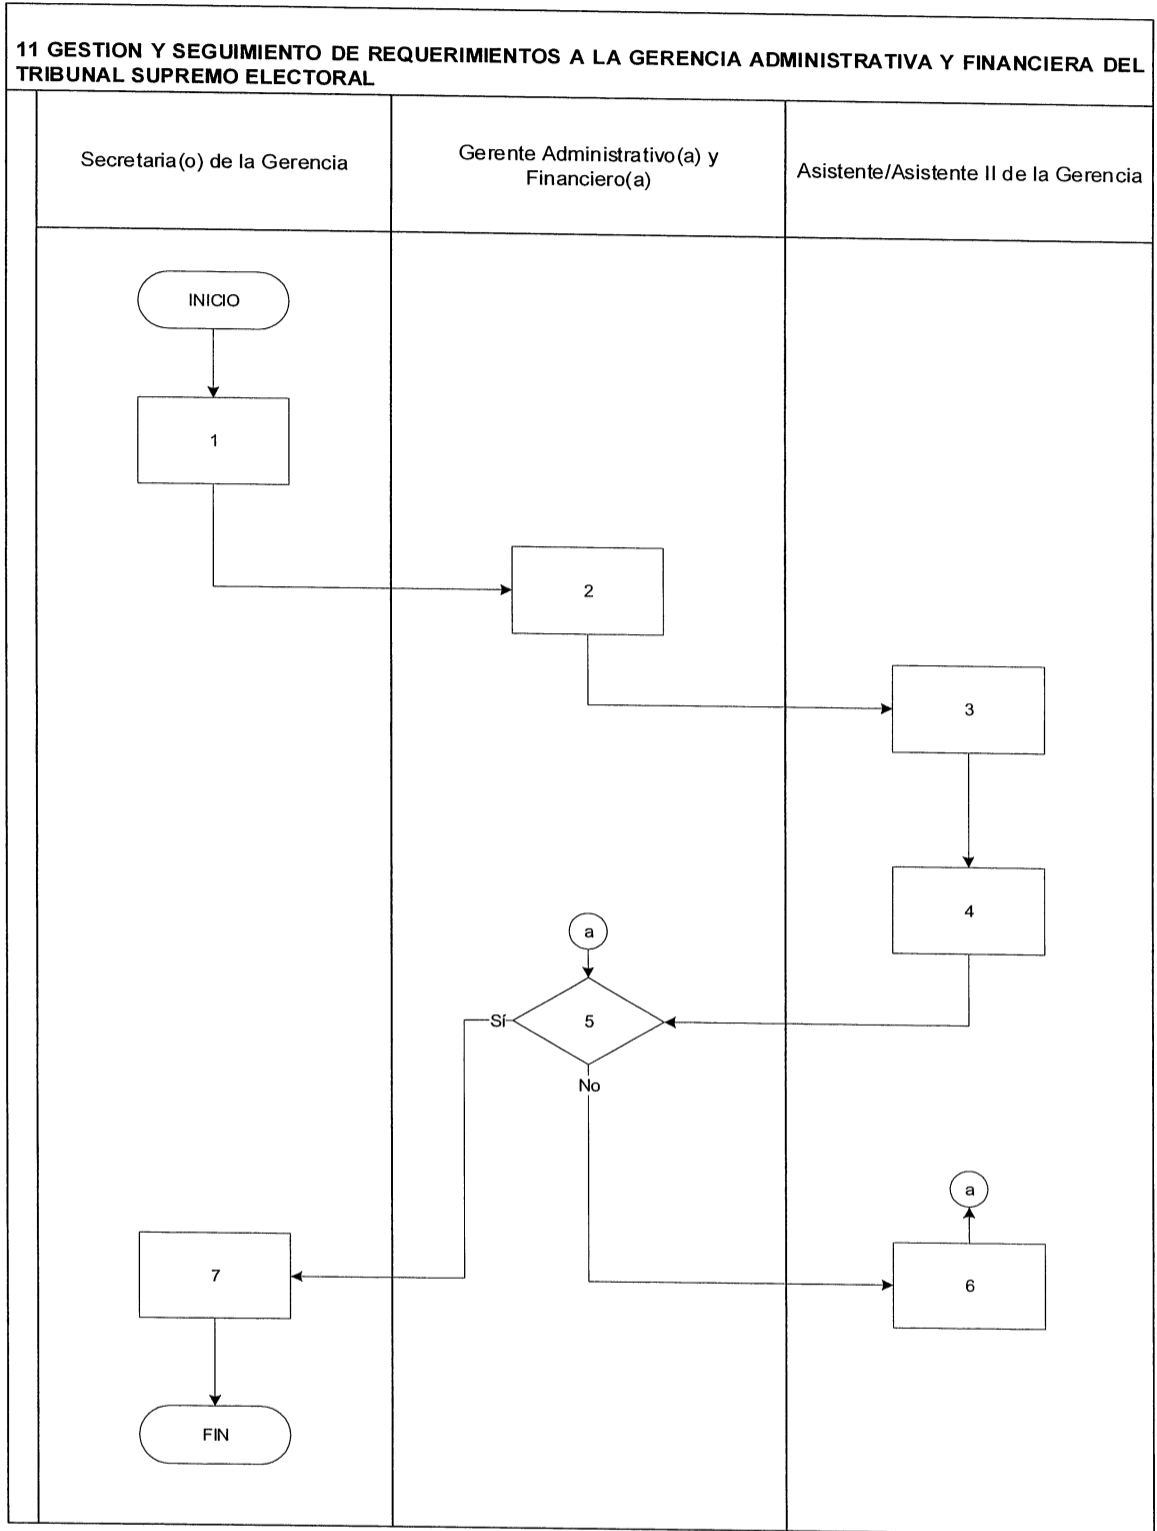 11 GESTION Y SEGUIMIENTO DE REQUERIMIENTOS A LA GERENCIA ADMINISTRATIVA Y FINANCIERA DEL
TRIBUNAL SUPREMO ELECTORAL
Secretaria(o) de la Gerencia
Gerente Administrativo(a) y
Financiero(a)
Asistente/Asistente II de la Gerencia
INICIO
1
2
3
4
a
Sí
5
No
a
7
6
FIN